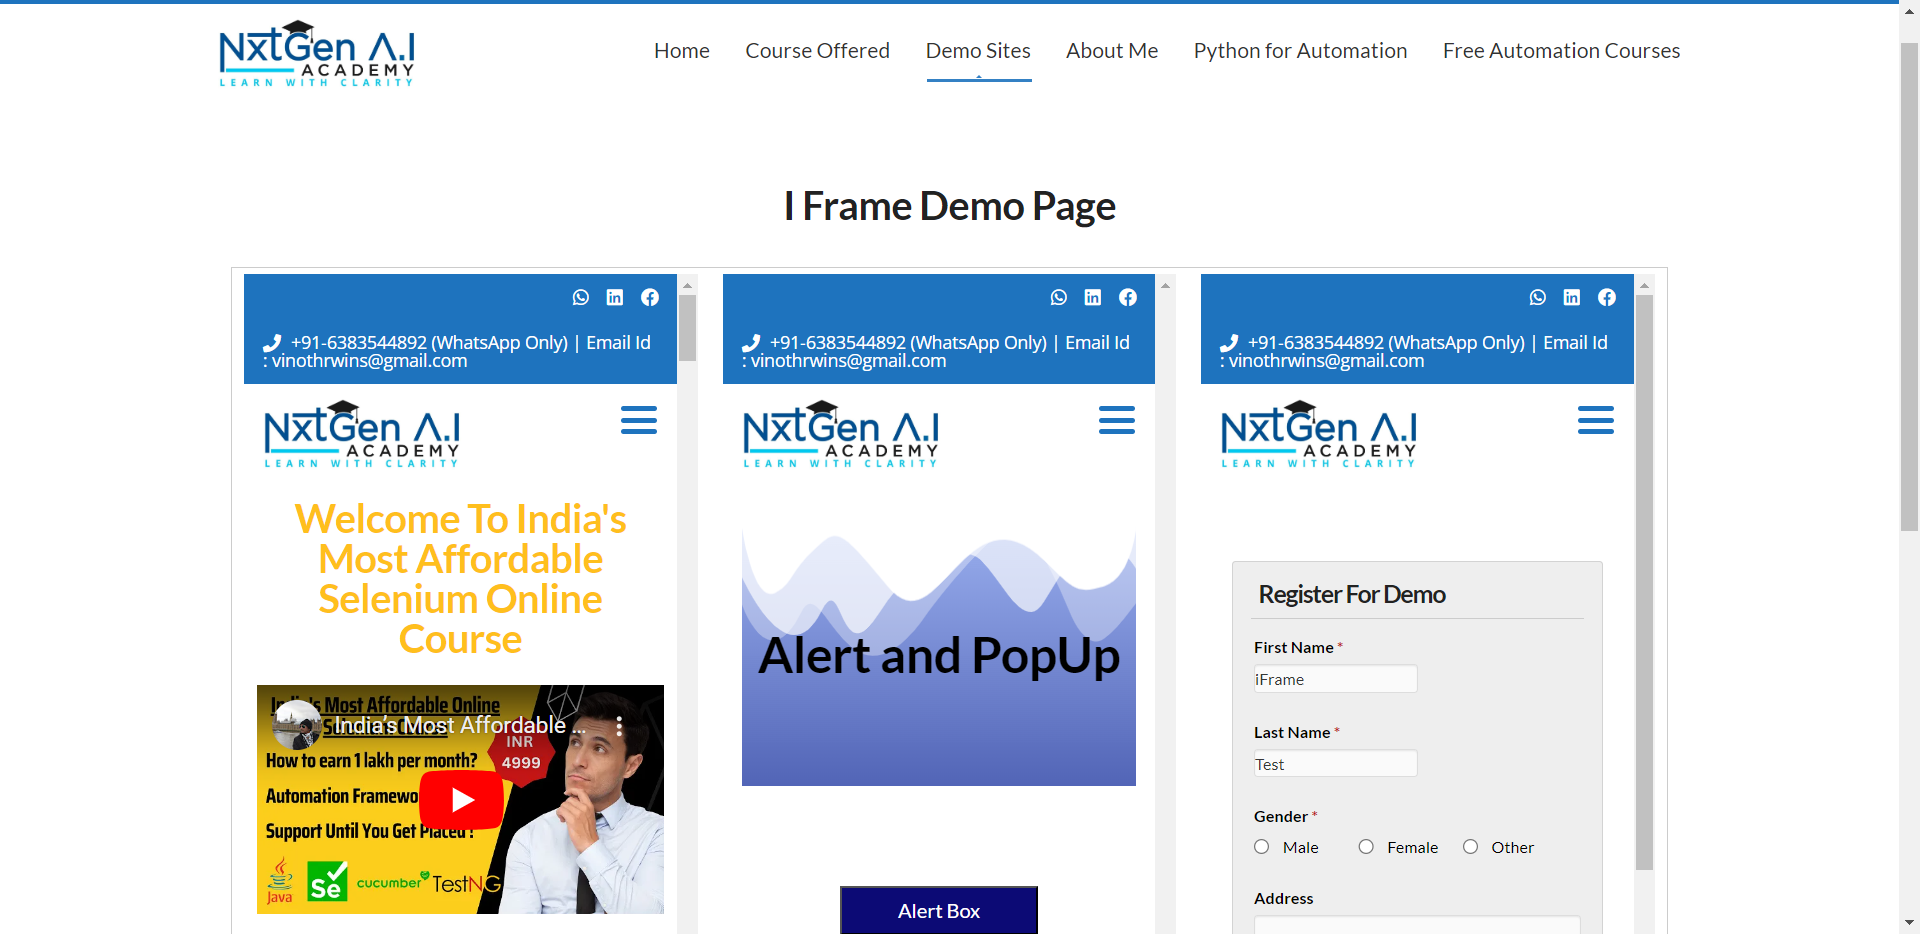 NxtGen A.I
ACADEMY
LEARN WITH CLARITY
Home Course Offered Demo Sites About Me Python for Automation Free Automation Courses
I Frame Demo Page
+91-6383544892 (WhatsApp Only) | Email Id
: vinothrwins@gmail.com
NxtGen A.I
ACADEMY
LEARN WITH CLARITY
Welcome To India's
Most Affordable
Selenium Online
Course
India's Most Affordable Online
India's Most Affordable ...
INR
4999
How to earn 1 lakh per month?
Automation Framewo
Support Until You Get Placed !
Java
Se
cucumber
TestNG
+91-6383544892 (WhatsApp Only) | Email Id
: vinothrwins@gmail.com
NxtGen A.I
ACADEMY
LEARN WITH CLARITY
Alert and PopUp
Alert Box
+91-6383544892 (WhatsApp Only) | Email Id
: vinothrwins@gmail.com
NxtGen A.I
ACADEMY
LEARN WITH CLARITY
Register For Demo
First Name *
iFrame
Last Name *
Test
Gender *
Male Female Other
Address